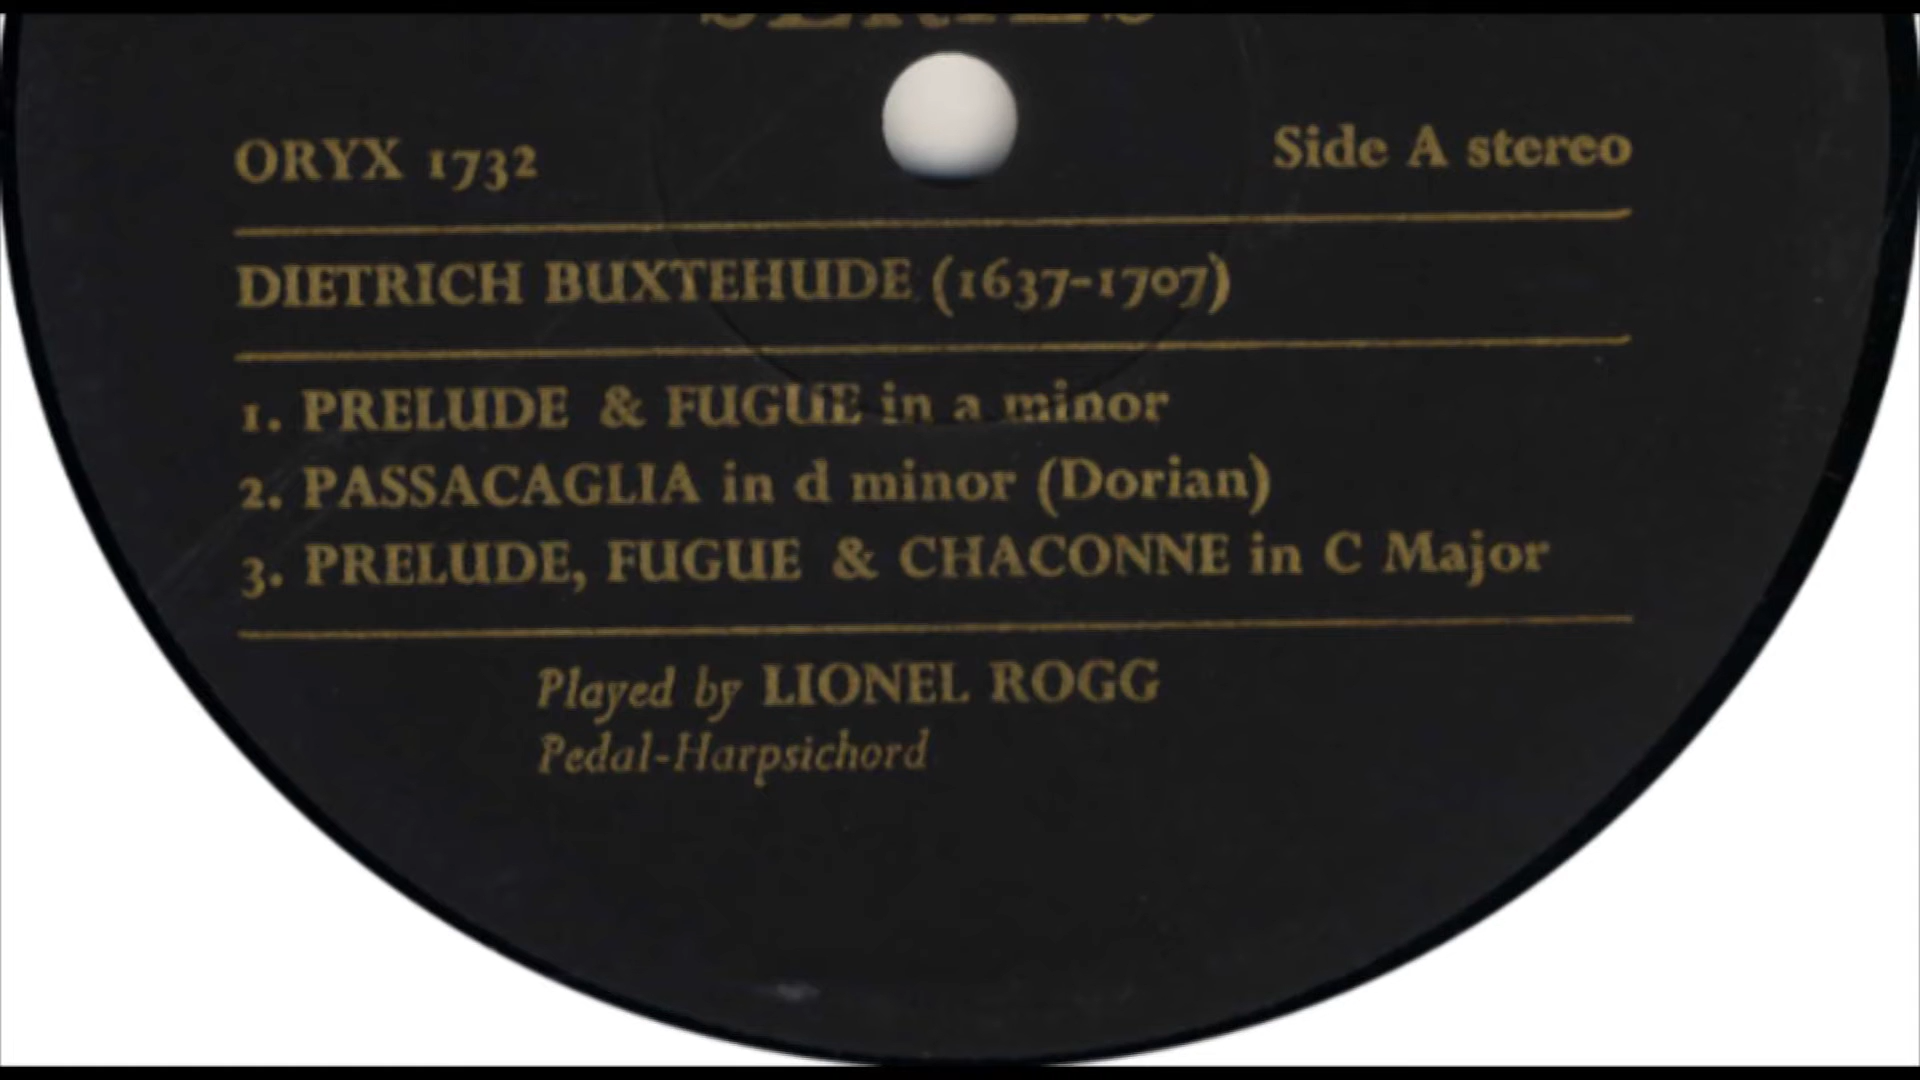 SERIES
ORYX 1732
Side A stereo
DIETRICH BUXTEHUDE (1637-1707)
1. PRELUDE & FUGUE in a minor
2. PASSACAGLIA in d minor (Dorian)
3. PRELUDE, FUGUE & CHACONNE in C Major
Played by LIONEL ROGG
Pedal-Harpsichord